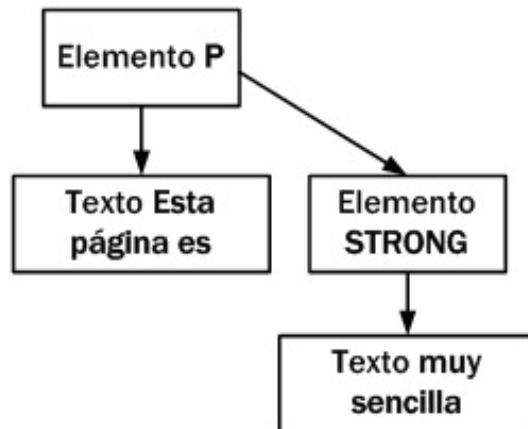 Elemento P
Texto Esta
página es
Elemento
STRONG
Texto muy
sencilla